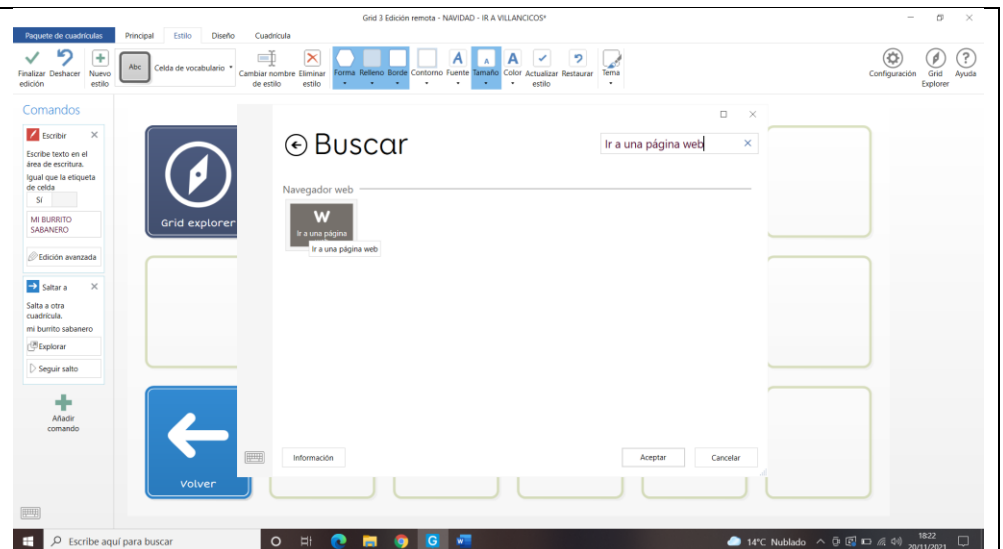 Grid 3 Edición remota - NAVIDAD - IR A VILLANCICOS*
Paquete de cuadrículas Principal Estilo Diseño Cuadrícula
Finalizar edición
Deshacer
Nuevo estilo
Abc Celda de vocabulario
Cambiar nombre de estilo
Eliminar estilo
Forma Relleno Borde Contorno Fuente Tamaño Color
Actualizar estilo
Restaurar
Tema
Configuración
Grid Explorer
Ayuda
Comandos
Escribir
Escribe texto en el
área de escritura.
Igual que la etiqueta
de celda
Sí
MI BURRITO
SABANERO
Edición avanzada
Saltar a
Salta a otra
cuadrícula.
mi burrito sabanero
Explorar
Seguir salto
Añadir
comando
Grid explorer
Volver
Buscar
Ir a una página web
Navegador web
W
Ir a una página
Ir a una página web
Información
Aceptar
Cancelar
Escribe aquí para buscar
G
14°C Nublado
18:22
20/11/2021